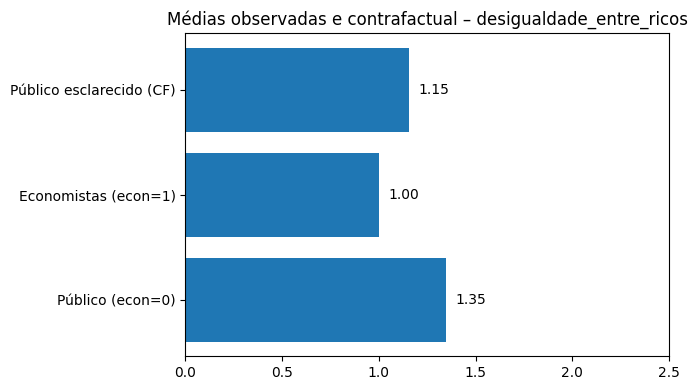 Médias observadas e contrafactual – desigualdade_entre_ricos
Público esclarecido (CF)
1.15
Economistas (econ=1)
1.00
Público (econ=0)
1.35
0.0 0.5 1.0 1.5 2.0 2.5